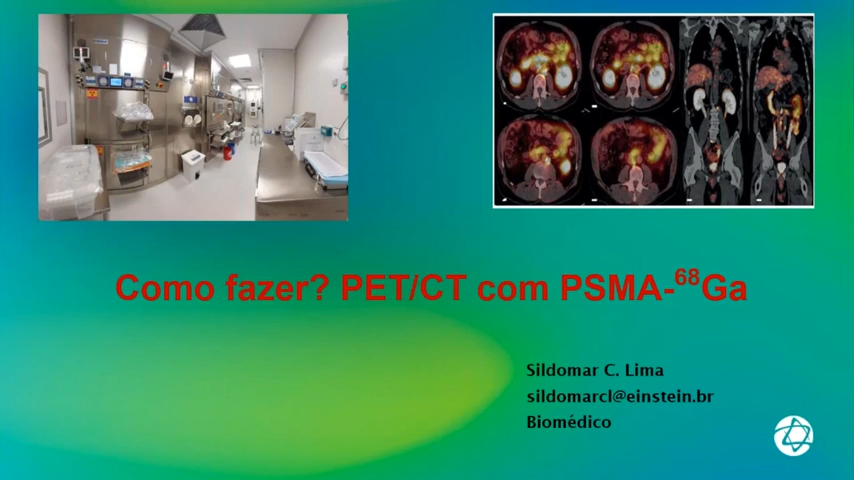 Como fazer? PET/CT com PSMA-⁶⁸Ga
Sildomar C. Lima
sildomarcl@einstein.br
Biomédico